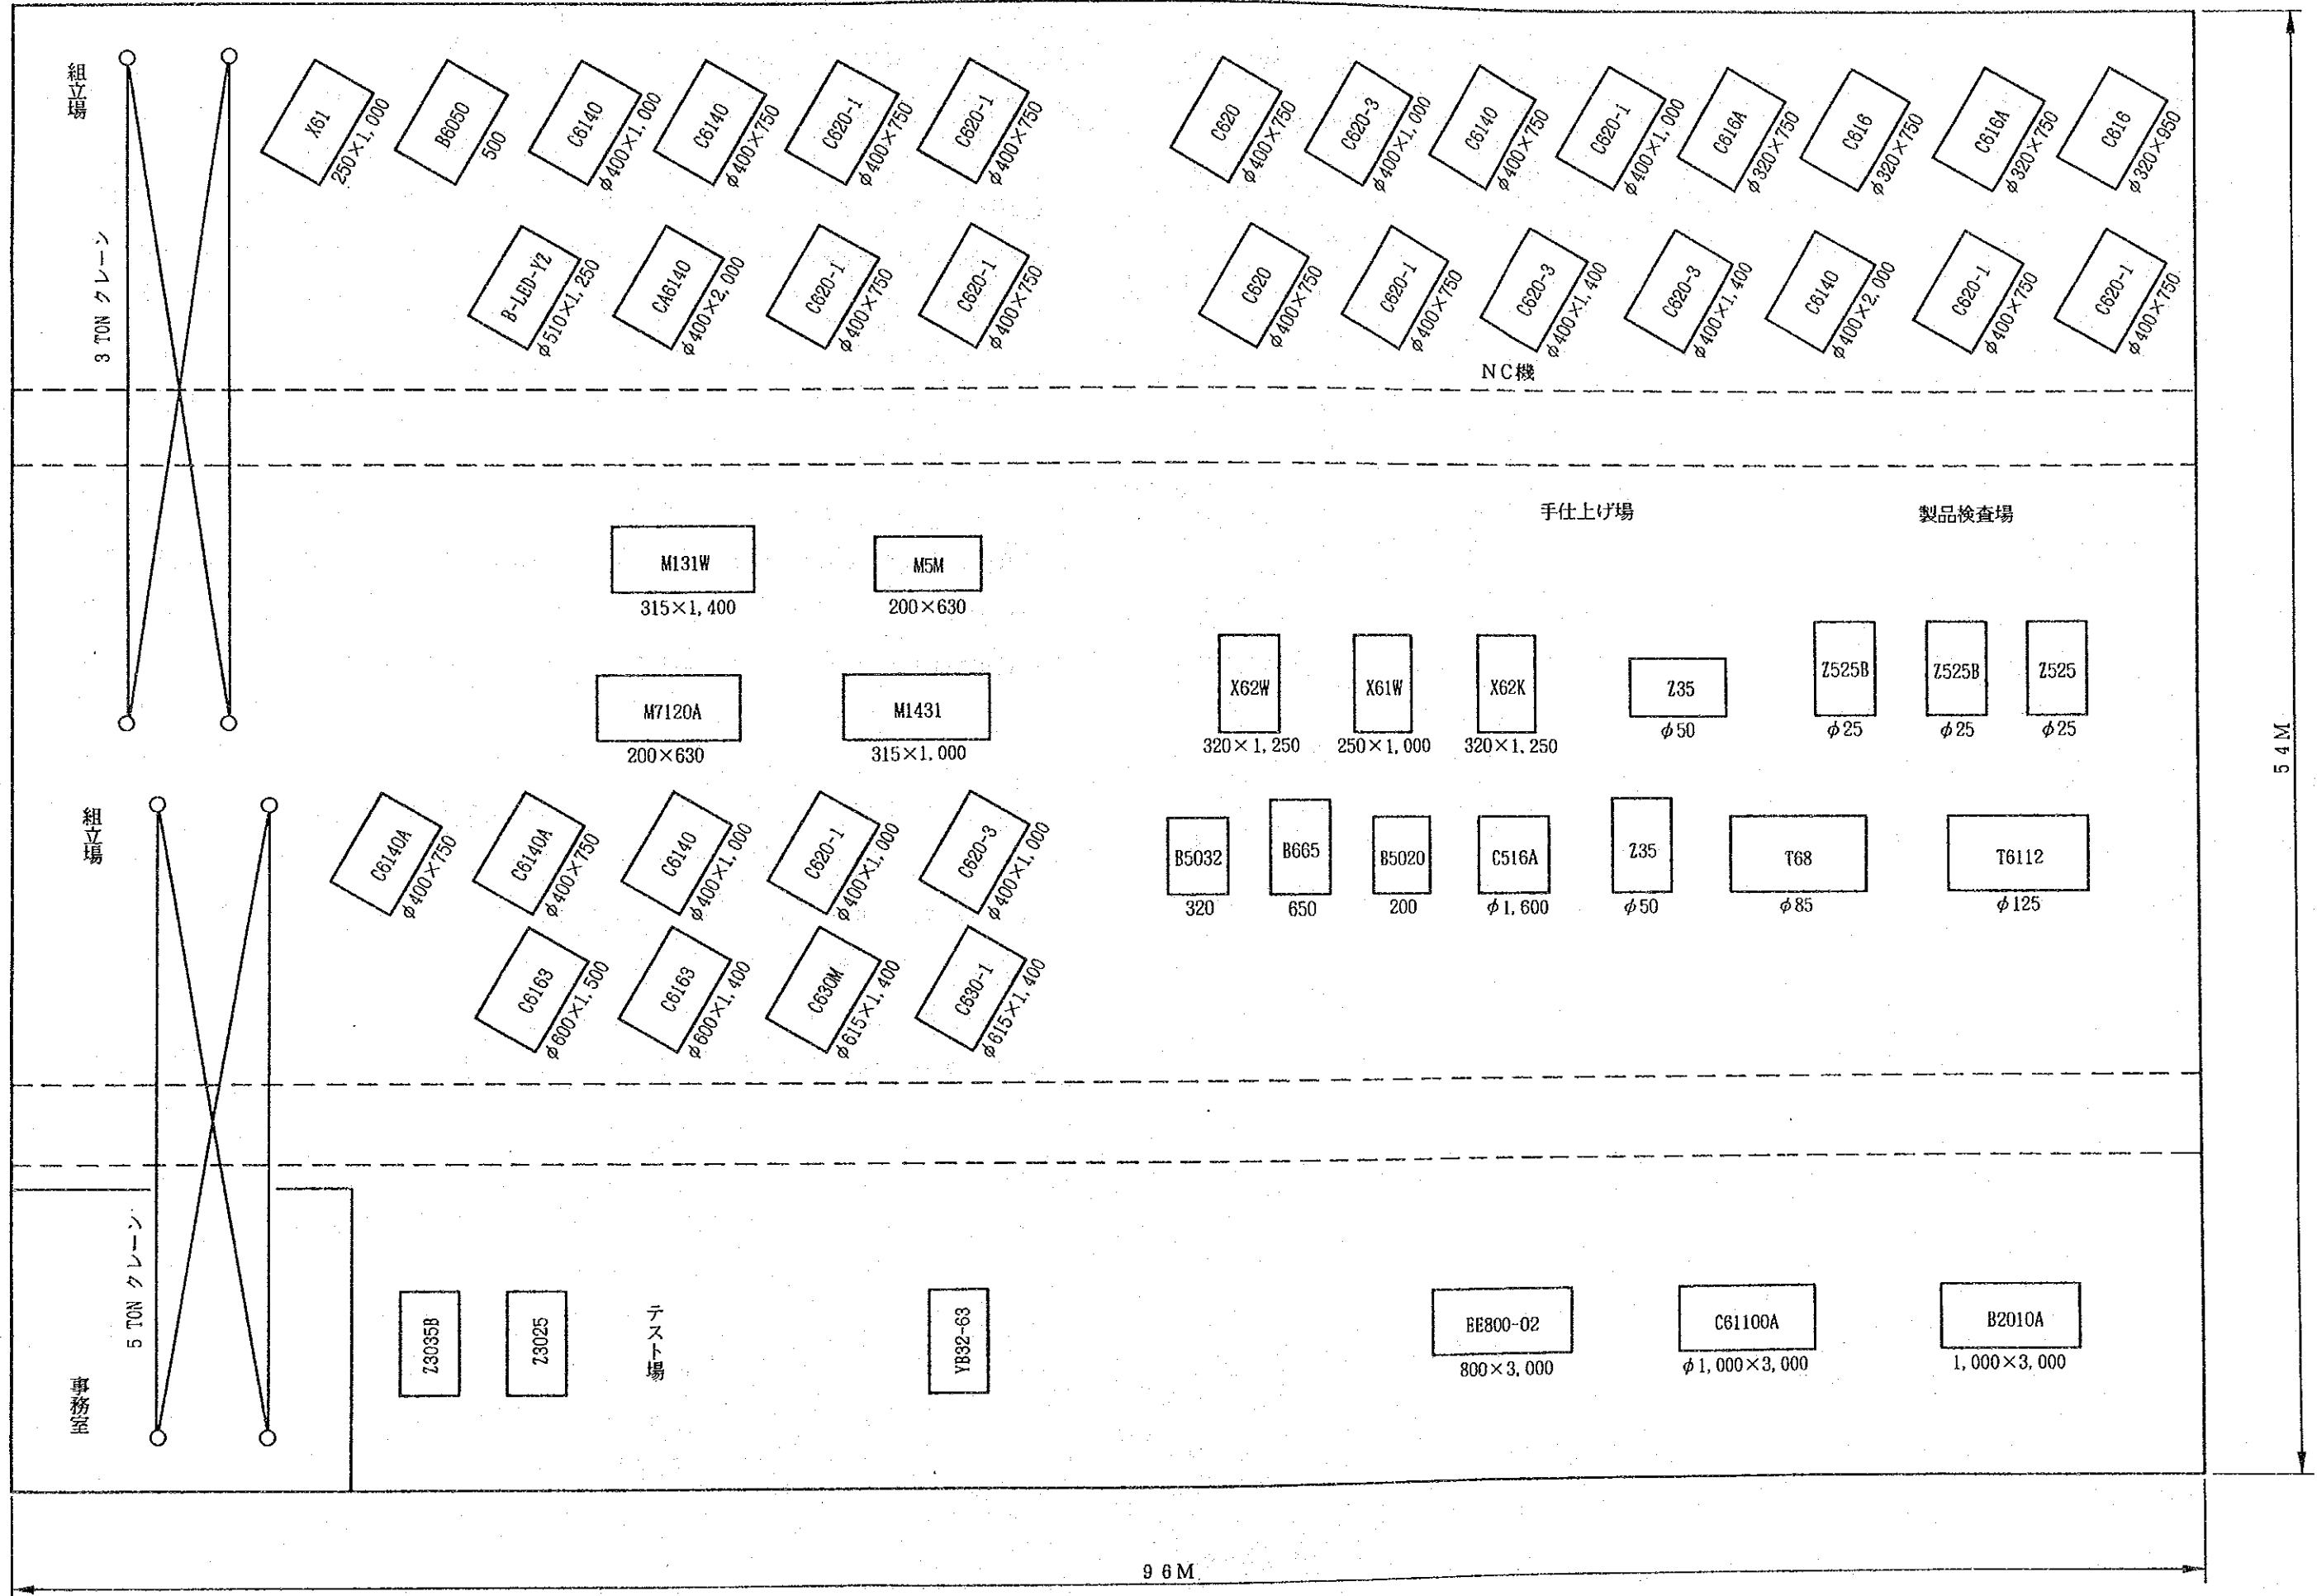 組立場
3 TON クレーン
X61
250×1,000
B6050
500
C6140
φ400×1,000
C6140
φ400×750
C620-1
φ400×750
C620-1
φ400×750
C620
φ400×750
C620-3
φ400×1,000
C6140
φ400×750
C620-1
φ400×1,000
C616A
φ320×750
C616
φ320×750
C616A
φ320×750
C616
φ320×950
B-LED-YZ
φ510×1,250
CA6140
φ400×2,000
C620-1
φ400×750
C620-1
φ400×750
C620
φ400×750
C620-1
φ400×750
C620-3
φ400×1,400
C620-3
φ400×1,400
C6140
φ400×2,000
C620-1
φ400×750
C620-1
φ400×750
NC機
手仕上げ場
製品検査場
M131W
315×1,400
M5M
200×630
M7120A
200×630
M1431
315×1,000
X62W
320×1,250
X61W
250×1,000
X62K
320×1,250
Z35
φ50
Z525B
φ25
Z525B
φ25
Z525
φ25
54M
組立場
C6140A
φ400×750
C6140A
φ400×750
C6140
φ400×1,000
C620-1
φ400×1,000
C620-3
φ400×1,000
B5032
320
B665
650
B5020
200
C516A
φ1,600
Z35
φ50
T68
φ85
T6112
φ125
C6163
φ600×1,500
C6163
φ600×1,400
C630M
φ615×1,400
C630-1
φ615×1,400
5 TON クレーン
事務室
Z3035B
Z3025
テスト場
YB32-63
BE800-02
800×3,000
C61100A
φ1,000×3,000
B2010A
1,000×3,000
96M